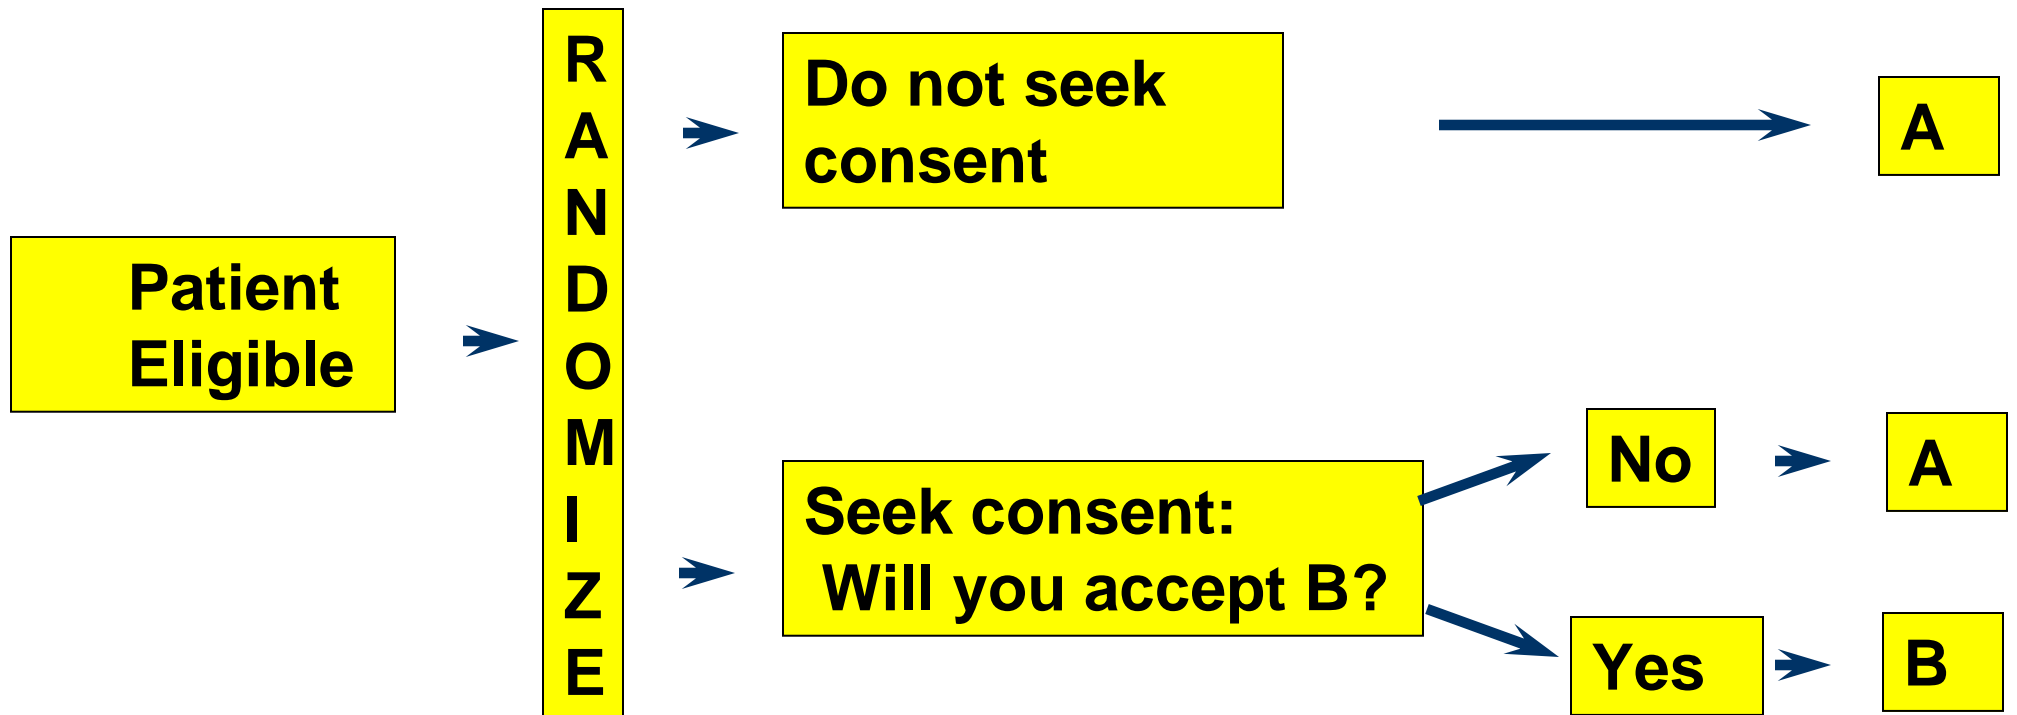 Patient
Eligible
R
A
N
D
O
M
I
Z
E
Do not seek
consent
A
Seek consent:
Will you accept B?
No
A
Yes
B